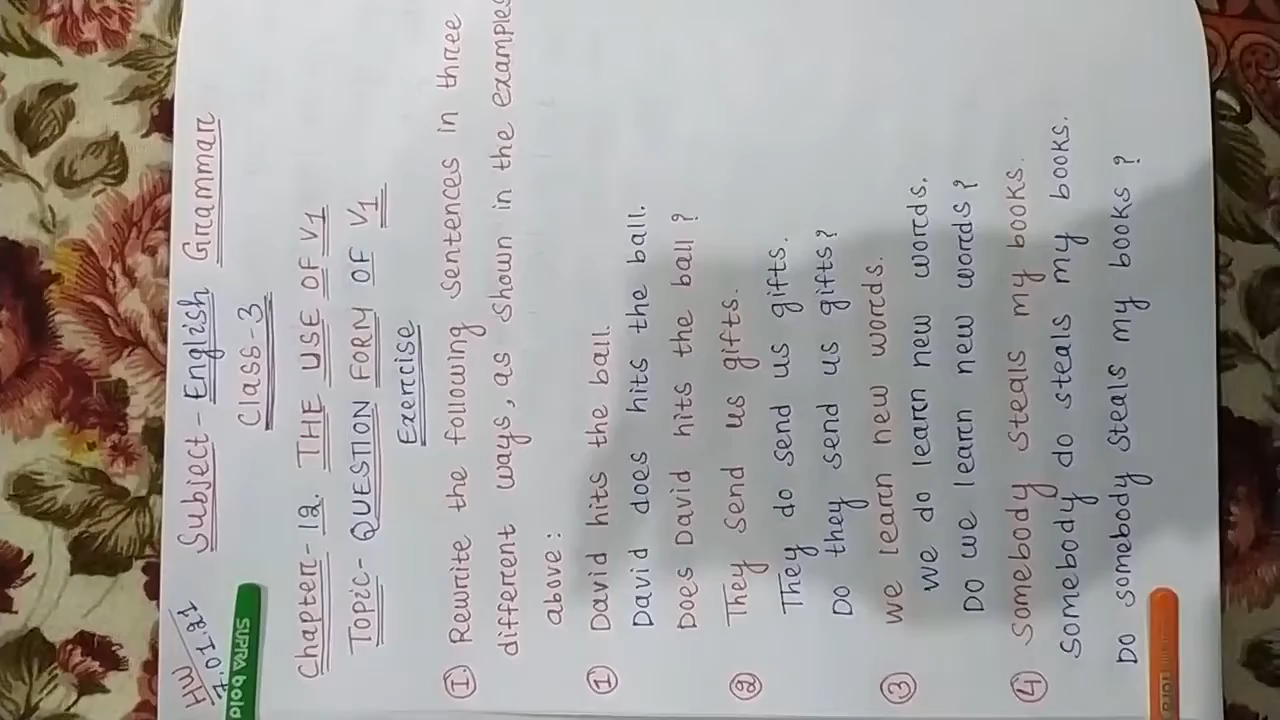 HW
7.01.21
Subject - English Grammar
Class-3
Chapter-12. THE USE OF V1
Topic- QUESTION FORM OF V1
Exercise
I. Rewrite the following sentences in three
different ways, as shown in the examples
above:
1 David hits the ball.
David does hits the ball.
Does David hits the ball?
2 They send us gifts.
They do send us gifts.
Do they send us gifts?
3 We learn new words.
We do learn new words.
Do we learn new words?
4 Somebody steals my books.
Somebody do steals my books.
Do somebody steals my books?
SUPRA bold